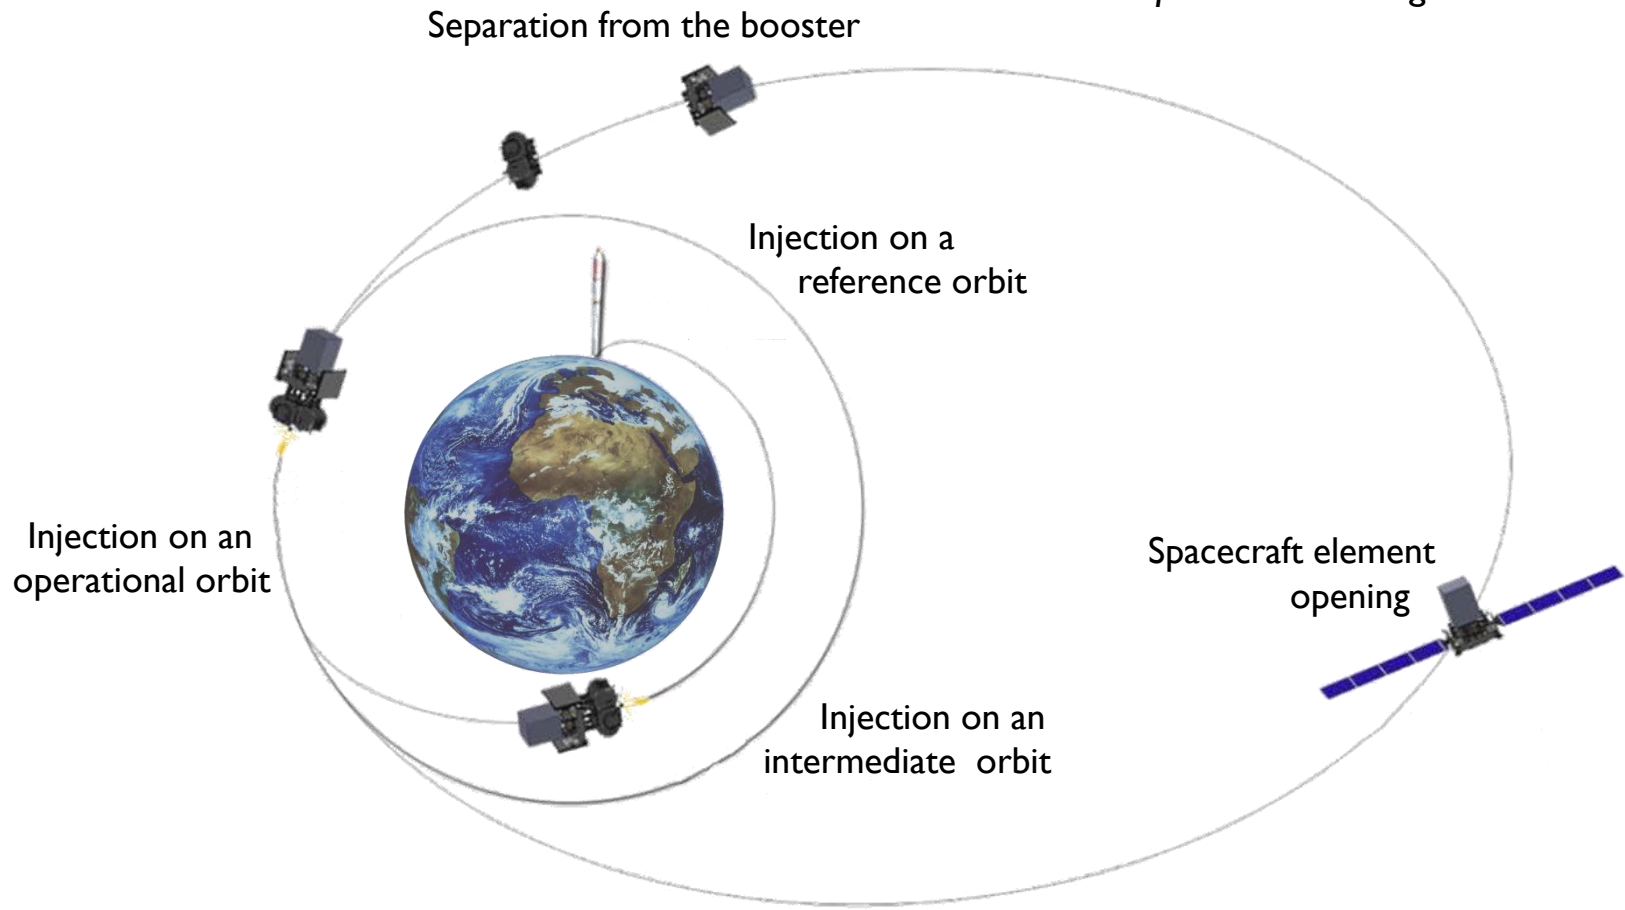 Separation from the booster
Injection on a
reference orbit
Injection on an
operational orbit
Spacecraft element
opening
Injection on an
intermediate orbit